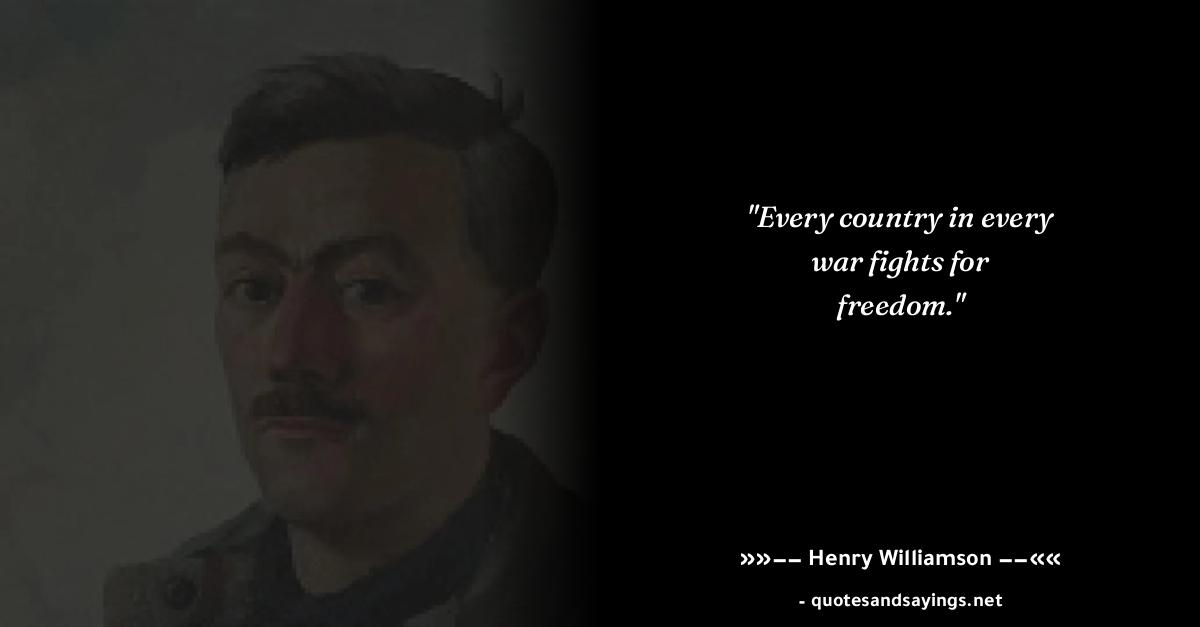 "Every country in every
war fights for
freedom."
»»−− Henry Williamson −−««
- quotesandsayings.net